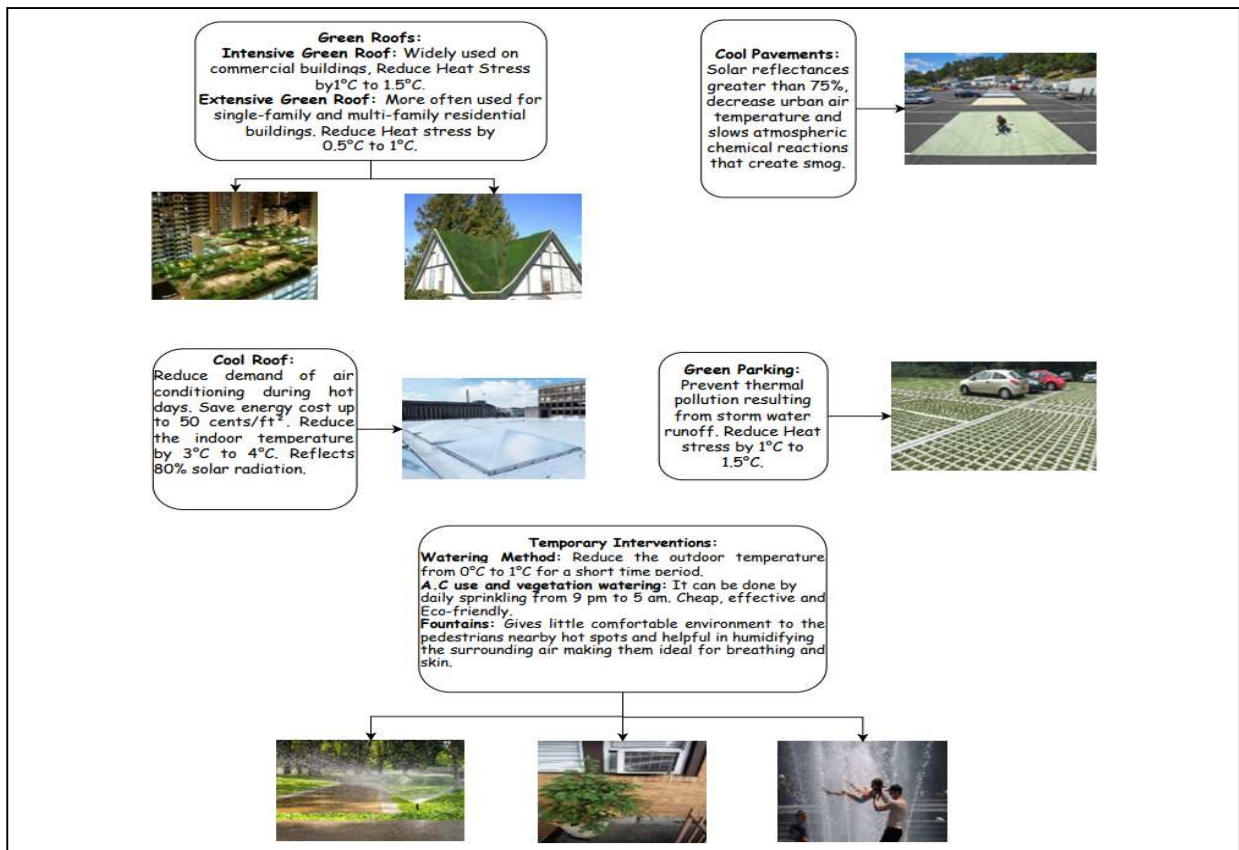 Green Roofs:
Intensive Green Roof: Widely used on
commercial buildings, Reduce Heat Stress
by1°C to 1.5°C.
Extensive Green Roof: More often used for
single-family and multi-family residential
buildings. Reduce Heat stress by
0.5°C to 1°C.
Cool Pavements:
Solar reflectances
greater than 75%,
decrease urban air
temperature and
slows atmospheric
chemical reactions
that create smog.
Cool Roof:
Reduce demand of air
conditioning during hot
days. Save energy cost up
to 50 cents/ft². Reduce
the indoor temperature
by 3°C to 4°C. Reflects
80% solar radiation.
Green Parking:
Prevent thermal
pollution resulting
from storm water
runoff. Reduce Heat
stress by 1°C to
1.5°C.
Temporary Interventions:
Watering Method: Reduce the outdoor temperature
from 0°C to 1°C for a short time period.
A.C use and vegetation watering: It can be done by
daily sprinkling from 9 pm to 5 am. Cheap, effective and
Eco-friendly.
Fountains: Gives little comfortable environment to the
pedestrians nearby hot spots and helpful in humidifying
the surrounding air making them ideal for breathing and
skin.